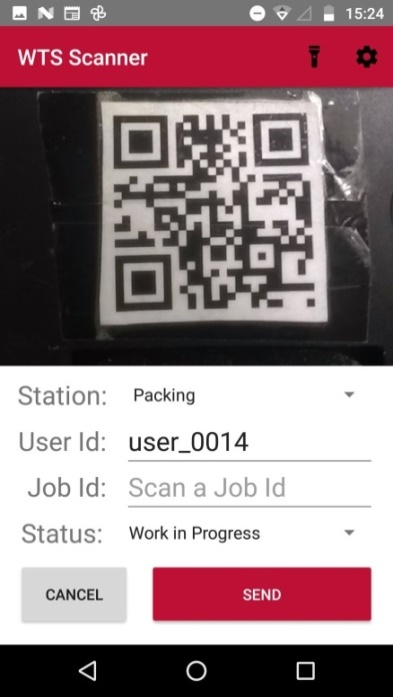 15:24
WTS Scanner
Station: Packing
User Id: user_0014
Job Id: Scan a Job Id
Status: Work in Progress
CANCEL SEND